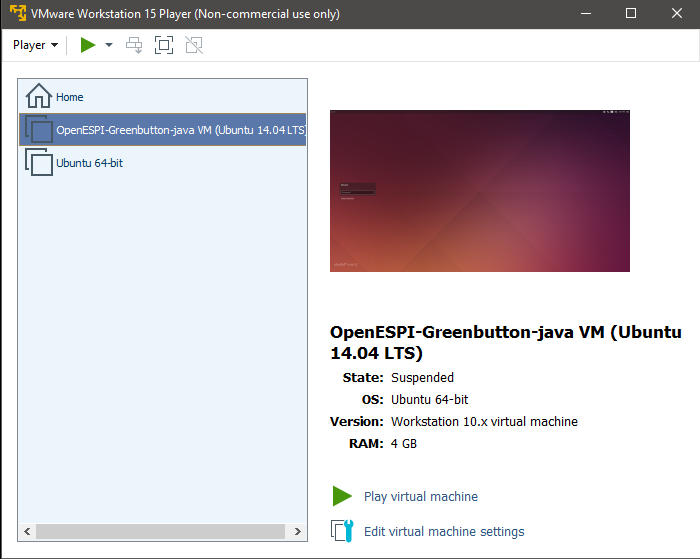 VMware Workstation 15 Player (Non-commercial use only)
Player
Home
OpenESPI-Greenbutton-java VM (Ubuntu 14.04 LTS)
Ubuntu 64-bit
OpenESPI-Greenbutton-java VM (Ubuntu
14.04 LTS)
State: Suspended
OS: Ubuntu 64-bit
Version: Workstation 10.x virtual machine
RAM: 4 GB
Play virtual machine
Edit virtual machine settings